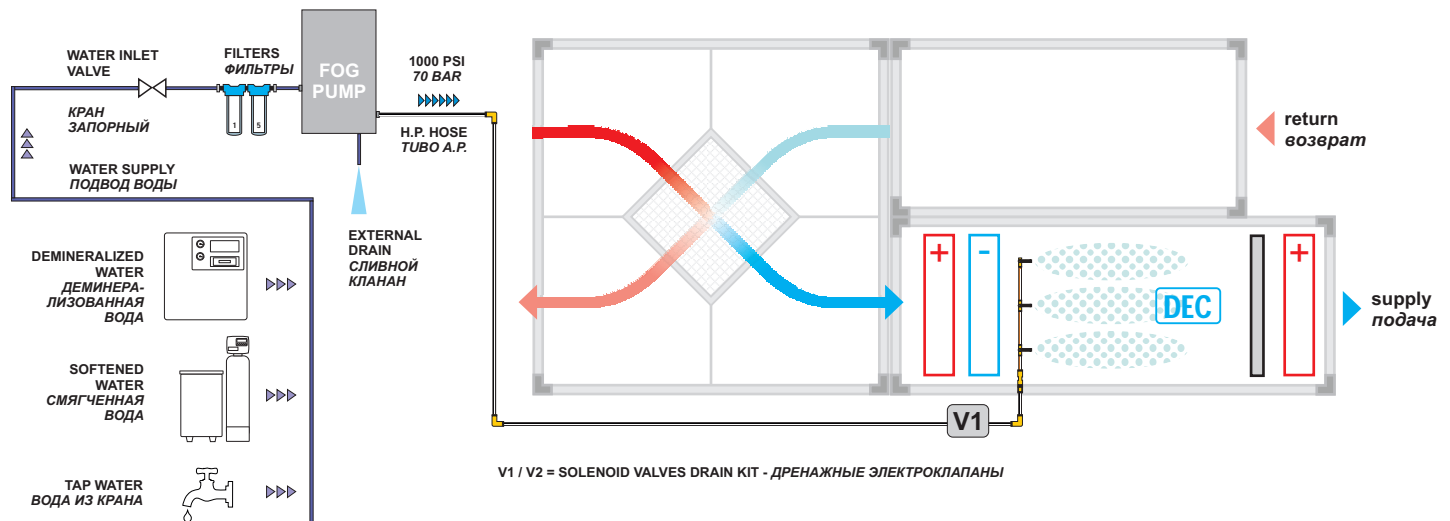 WATER INLET
VALVE
КРАН
ЗАПОРНЫЙ
FILTERS
ФИЛЬТРЫ
1
5
FOG
PUMP
1000 PSI
70 BAR
H.P. HOSE
TUBO A.P.
WATER SUPPLY
ПОДВОД ВОДЫ
EXTERNAL
DRAIN
СЛИВНОЙ
КЛАНАН
DEMINERALIZED
WATER
ДЕМИНЕРА-
ЛИЗОВАННАЯ
ВОДА
SOFTENED
WATER
СМЯГЧЕННАЯ
ВОДА
TAP WATER
ВОДА ИЗ КРАНА
return
возврат
+
-
DEC
+
supply
подача
V1
V1 / V2 = SOLENOID VALVES DRAIN KIT - ДРЕНАЖНЫЕ ЭЛЕКТРОКЛАПАНЫ